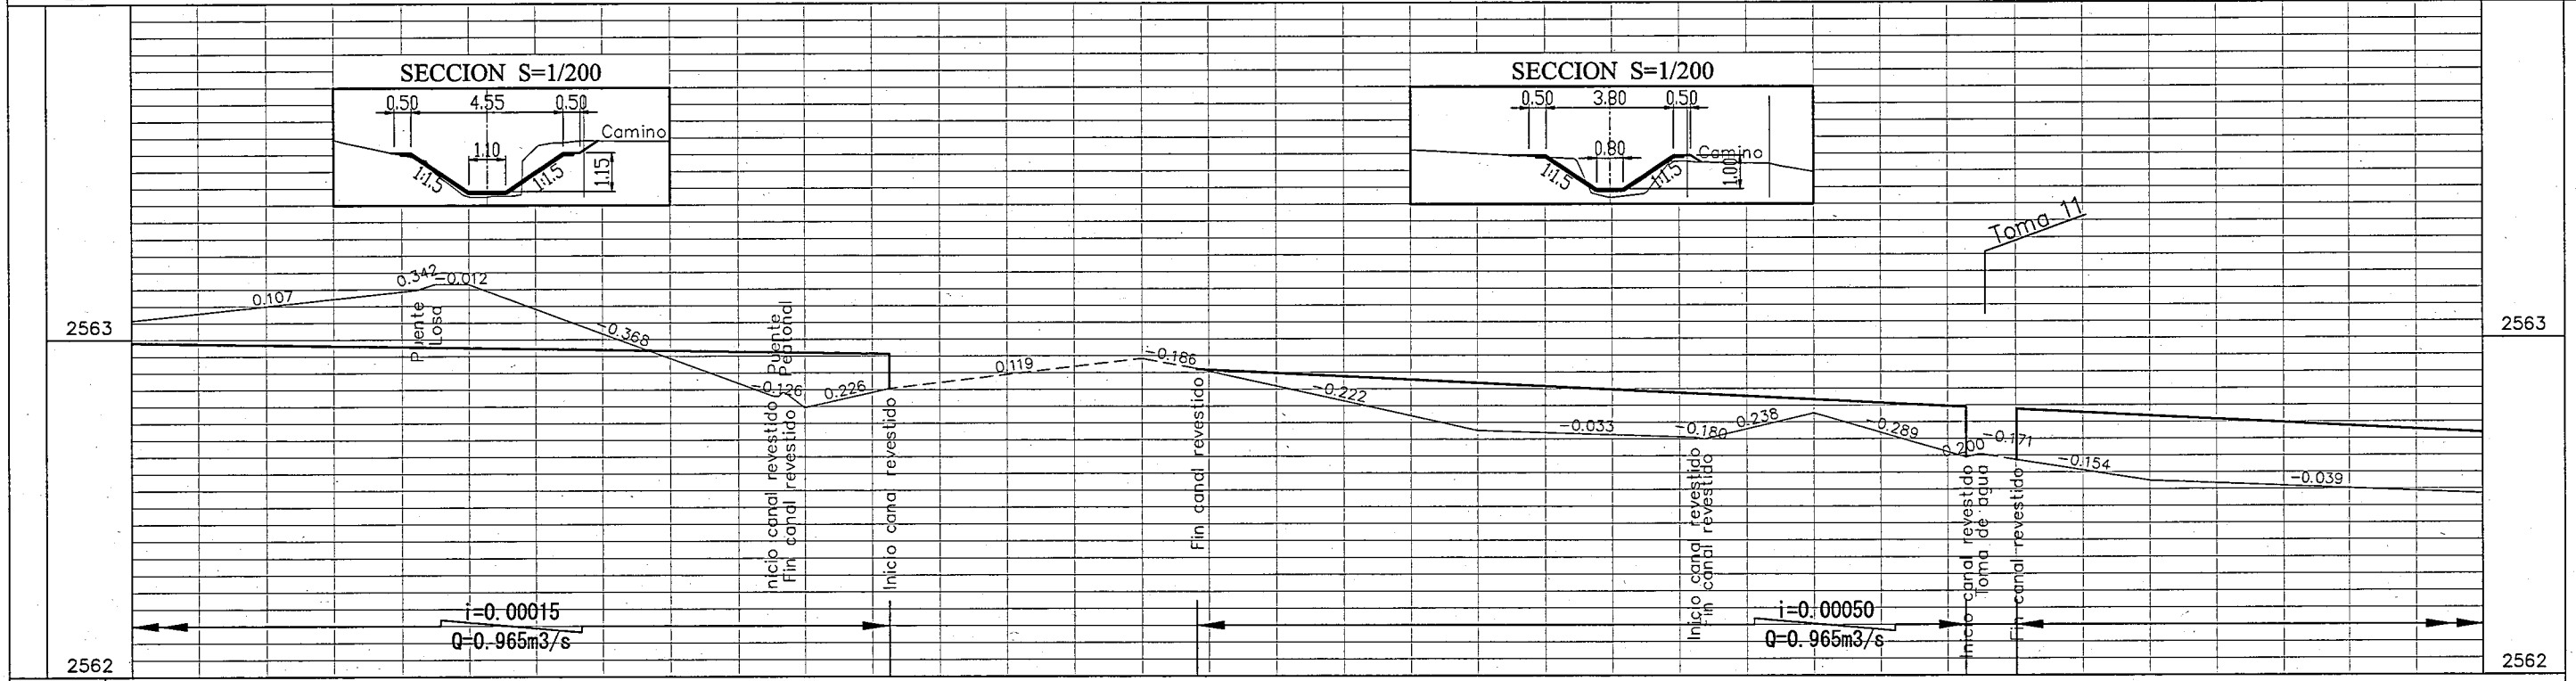 SECCION S=1/200
0.50 4.55 0.50
Camino
1.10
1:1.5 1:1.5 1.15
SECCION S=1/200
0.50 3.80 0.50
0.80 Camino
1:1.5 1:1.5 1.00
Toma 11
2563
0.107
0.342
-0.012
Puente
Losa
-0.368
Puente
Peatonal
-0.126
0.226
0.119
-0.186
-0.222
-0.033
-0.180
0.238
-0.289
0.200
-0.171
-0.154
-0.039
2563
Inicio canal revestido
Fin canal revestido
Inicio cana revestido
Fin canal revestido
Inicio canal revestido
Fin canal revestido
Inicio canal revestido
Toma de agua
Fin canal revestido
i=0.00015
Q=0.965m3/s
i=0.00050
Q=0.965m3/s
2562
2562